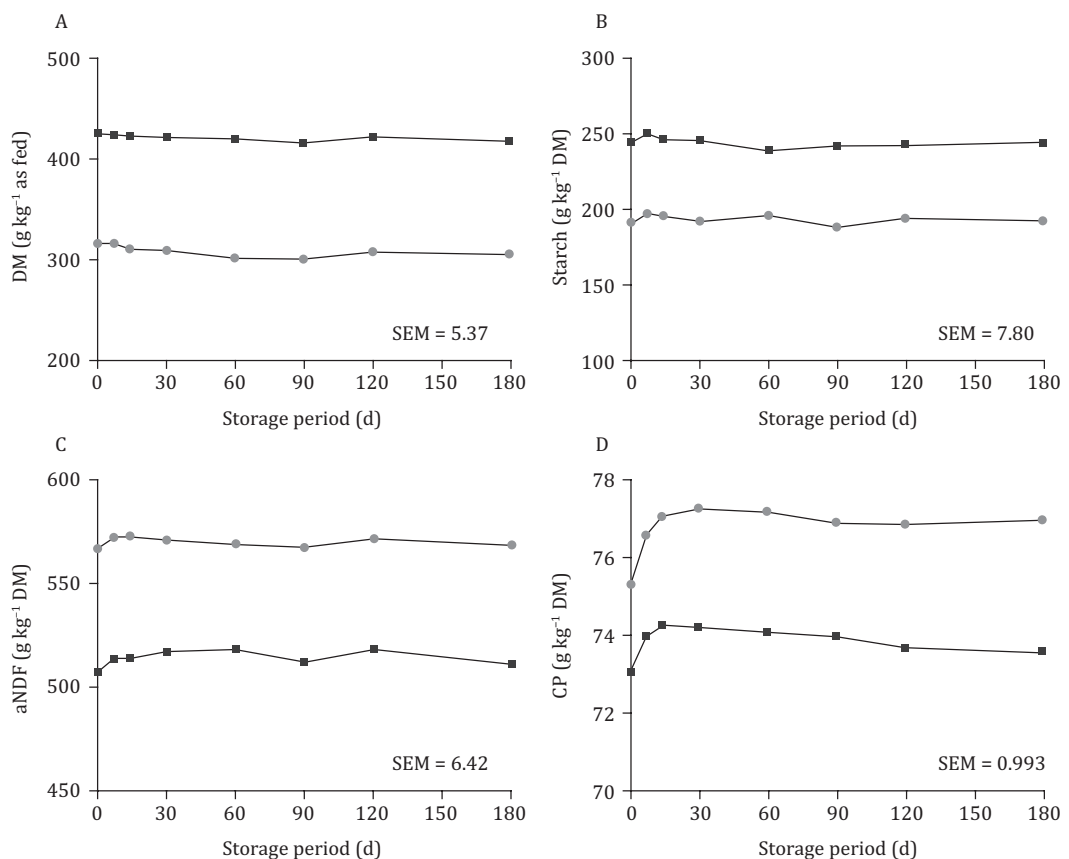 A
500
400
300
200
DM (g kg⁻¹ as fed)
SEM = 5.37
0 30 60 90 120 150 180
Storage period (d)
B
300
250
200
150
100
Starch (g kg⁻¹ DM)
SEM = 7.80
0 30 60 90 120 150 180
Storage period (d)
C
600
550
500
450
aNDF (g kg⁻¹ DM)
SEM = 6.42
0 30 60 90 120 150 180
Storage period (d)
D
78
76
74
72
70
CP (g kg⁻¹ DM)
SEM = 0.993
0 30 60 90 120 150 180
Storage period (d)